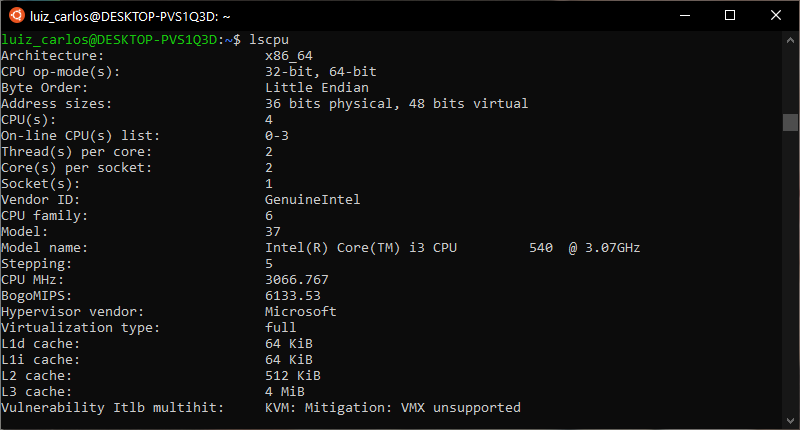 luiz_carlos@DESKTOP-PVS1Q3D: ~
luiz_carlos@DESKTOP-PVS1Q3D:~$ lscpu
Architecture:                    x86_64
CPU op-mode(s):                  32-bit, 64-bit
Byte Order:                      Little Endian
Address sizes:                   36 bits physical, 48 bits virtual
CPU(s):                          4
On-line CPU(s) list:             0-3
Thread(s) per core:              2
Core(s) per socket:              2
Socket(s):                       1
Vendor ID:                       GenuineIntel
CPU family:                      6
Model:                           37
Model name:                      Intel(R) Core(TM) i3 CPU         540  @ 3.07GHz
Stepping:                        5
CPU MHz:                         3066.767
BogoMIPS:                        6133.53
Hypervisor vendor:               Microsoft
Virtualization type:             full
L1d cache:                       64 KiB
L1i cache:                       64 KiB
L2 cache:                        512 KiB
L3 cache:                        4 MiB
Vulnerability Itlb multihit:     KVM: Mitigation: VMX unsupported